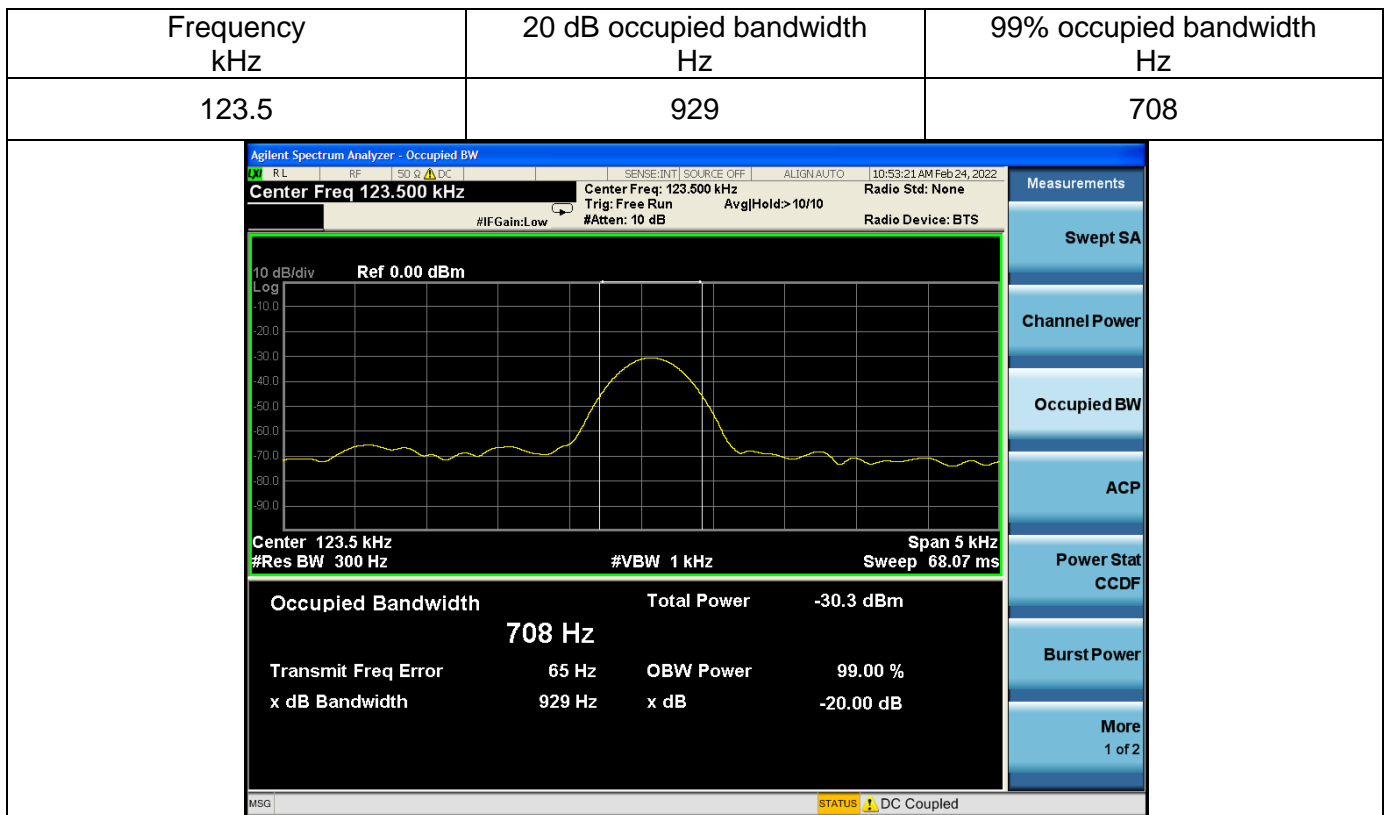 Frequency
kHz
20 dB occupied bandwidth
Hz
99% occupied bandwidth
Hz
123.5
929
708
Agilent Spectrum Analyzer - Occupied BW
LXI RL RF 50 Ω DC SENSE:INT SOURCE OFF ALIGN AUTO 10:53:21 AM Feb 24, 2022
Center Freq 123.500 kHz
Center Freq: 123.500 kHz
Radio Std: None
Trig: Free Run
Avg|Hold:>10/10
#IFGain:Low
#Atten: 10 dB
Radio Device: BTS
10 dB/div
Ref 0.00 dBm
Log
-10.0
-20.0
-30.0
-40.0
-50.0
-60.0
-70.0
-80.0
-90.0
Center 123.5 kHz
Span 5 kHz
#Res BW 300 Hz
#VBW 1 kHz
Sweep 68.07 ms
Occupied Bandwidth
Total Power -30.3 dBm
708 Hz
Transmit Freq Error 65 Hz
OBW Power 99.00 %
x dB Bandwidth 929 Hz
x dB -20.00 dB
MSG
STATUS DC Coupled
Measurements
Swept SA
Channel Power
Occupied BW
ACP
Power Stat
CCDF
Burst Power
More
1 of 2